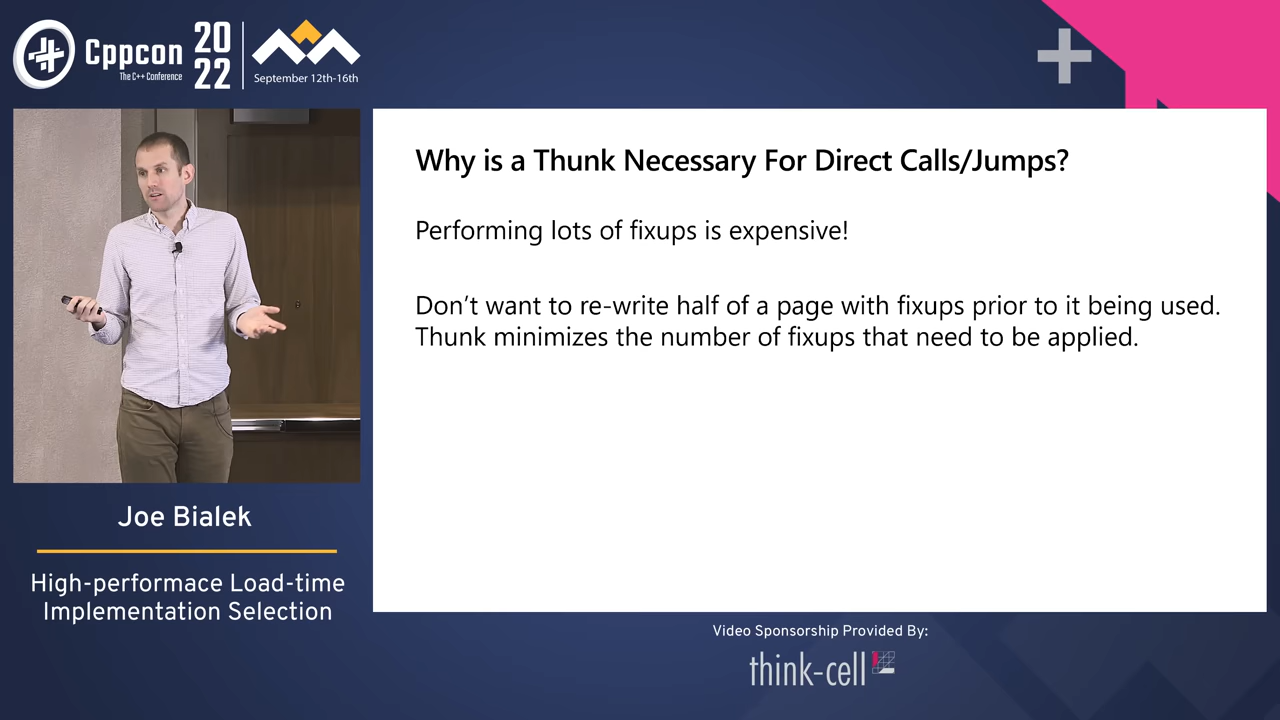 Cppcon
The C++ Conference
20
22
September 12th-16th
Why is a Thunk Necessary For Direct Calls/Jumps?
Performing lots of fixups is expensive!
Don’t want to re-write half of a page with fixups prior to it being used.
Thunk minimizes the number of fixups that need to be applied.
Joe Bialek
High-performace Load-time
Implementation Selection
Video Sponsorship Provided By:
think-cell